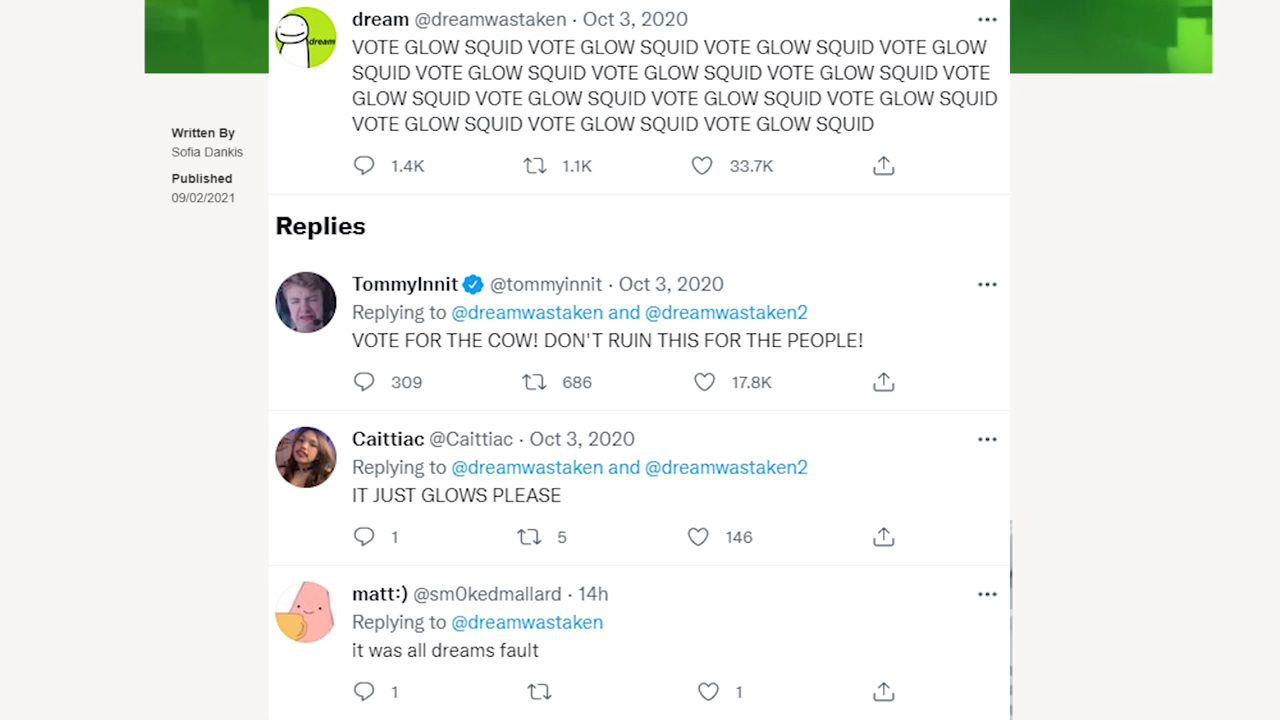 dream @dreamwastaken · Oct 3, 2020
dream
VOTE GLOW SQUID VOTE GLOW SQUID VOTE GLOW SQUID VOTE GLOW
SQUID VOTE GLOW SQUID VOTE GLOW SQUID VOTE GLOW SQUID VOTE
GLOW SQUID VOTE GLOW SQUID VOTE GLOW SQUID VOTE GLOW SQUID
VOTE GLOW SQUID VOTE GLOW SQUID VOTE GLOW SQUID
1.4K 1.1K 33.7K
Written By
Sofia Dankis
Published
09/02/2021
Replies
TommyInnit @tommyinnit · Oct 3, 2020
Replying to @dreamwastaken and @dreamwastaken2
VOTE FOR THE COW! DON'T RUIN THIS FOR THE PEOPLE!
309 686 17.8K
Caittiac @Caittiac · Oct 3, 2020
Replying to @dreamwastaken and @dreamwastaken2
IT JUST GLOWS PLEASE
1 5 146
matt:) @sm0kedmallard · 14h
Replying to @dreamwastaken
it was all dreams fault
1 1